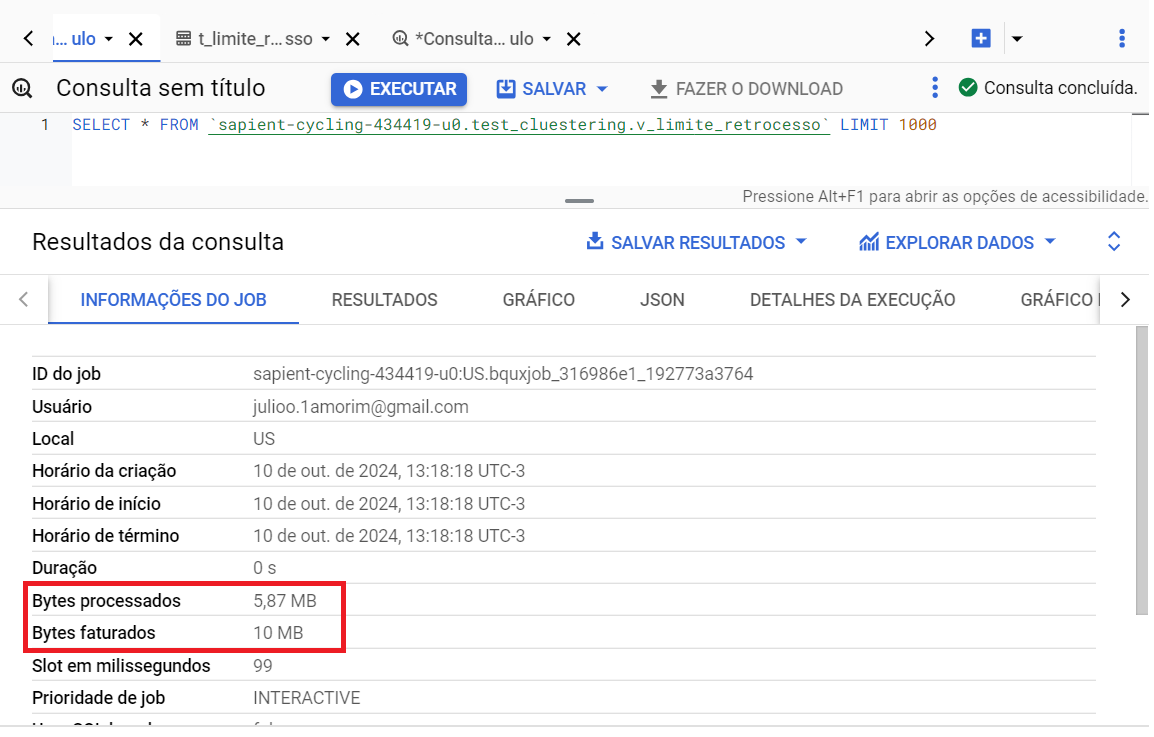 ... ulo
t_limite_r... sso
*Consulta... ulo
Consulta sem título
EXECUTAR
SALVAR
FAZER O DOWNLOAD
Consulta concluída.
1 SELECT * FROM `sapient-cycling-434419-u0.test_cluestering.v_limite_retrocesso` LIMIT 1000
Pressione Alt+F1 para abrir as opções de acessibilidade.
Resultados da consulta
SALVAR RESULTADOS
EXPLORAR DADOS
INFORMAÇÕES DO JOB
RESULTADOS
GRÁFICO
JSON
DETALHES DA EXECUÇÃO
GRÁFICO
ID do job sapient-cycling-434419-u0:US.bquxjob_316986e1_192773a3764
Usuário julioo.1amorim@gmail.com
Local US
Horário da criação 10 de out. de 2024, 13:18:18 UTC-3
Horário de início 10 de out. de 2024, 13:18:18 UTC-3
Horário de término 10 de out. de 2024, 13:18:18 UTC-3
Duração 0 s
Bytes processados 5,87 MB
Bytes faturados 10 MB
Slot em milissegundos 99
Prioridade de job INTERACTIVE